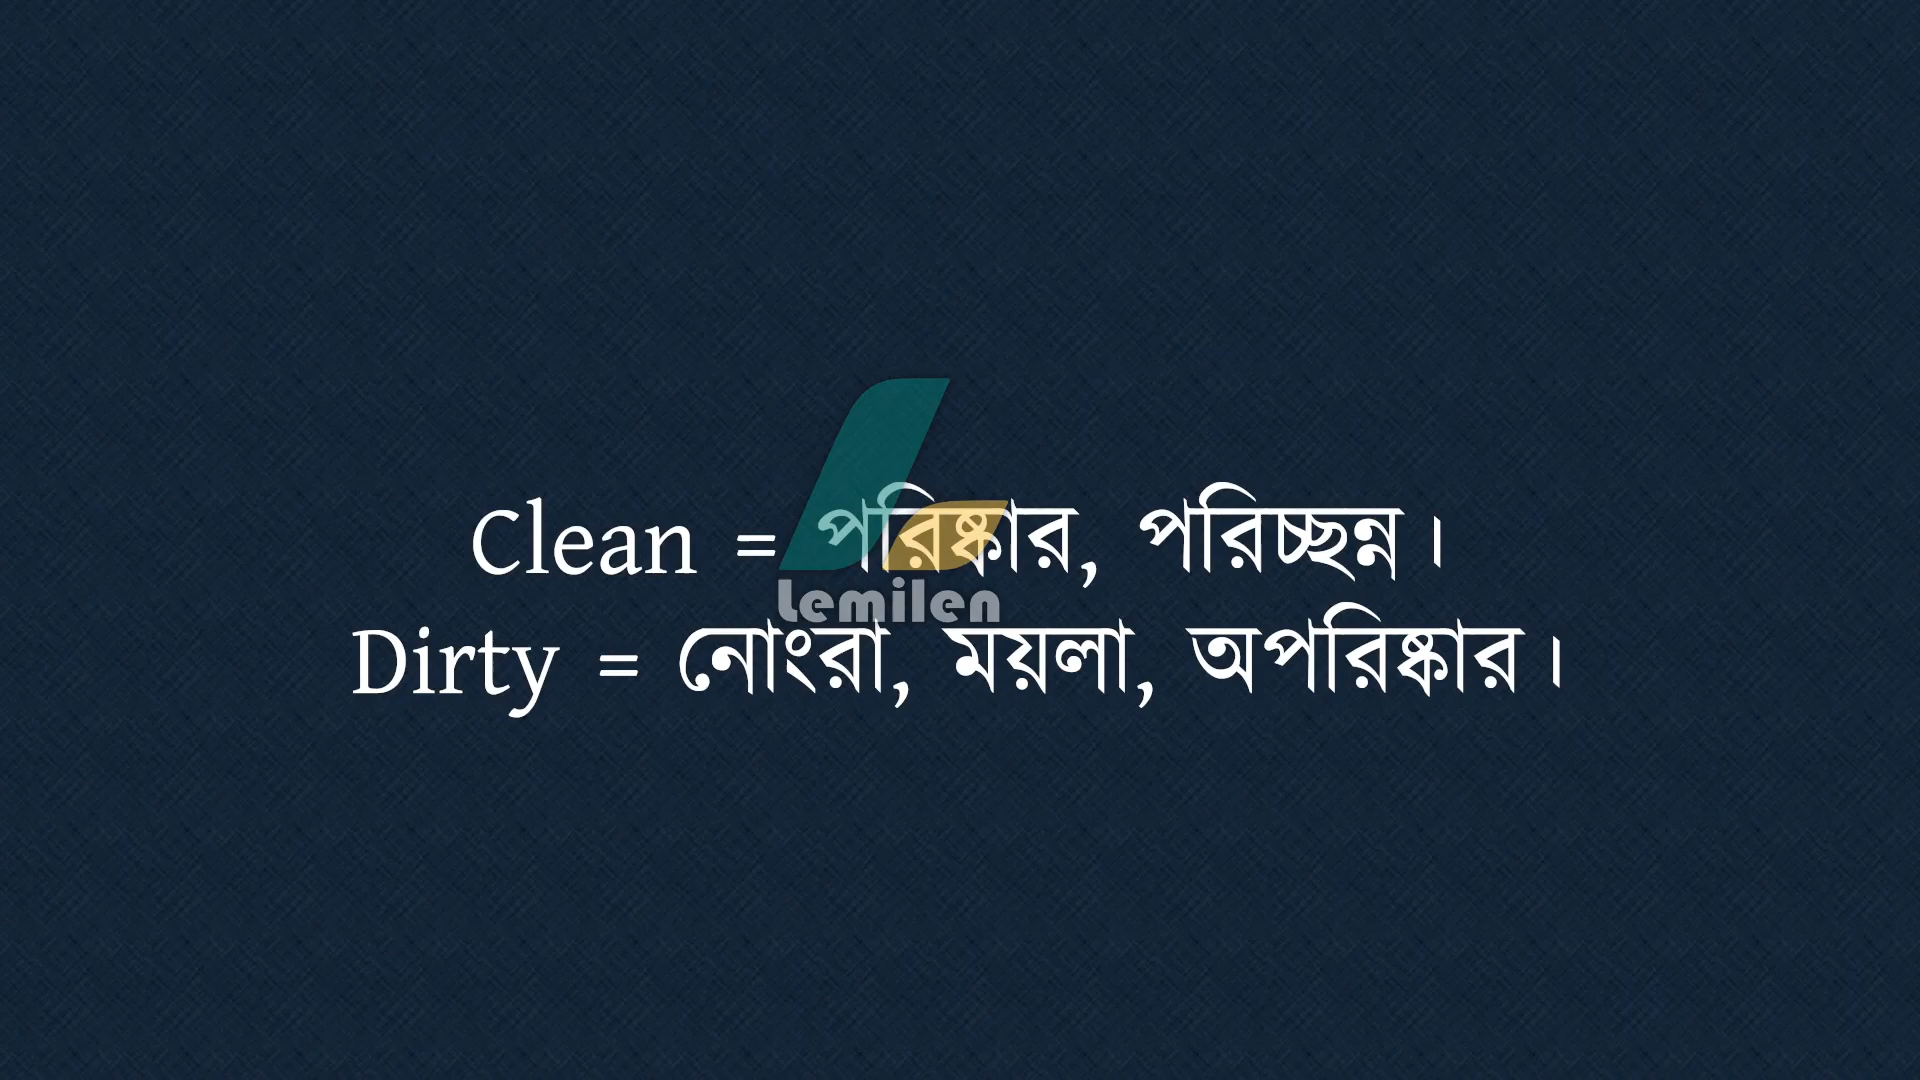 Clean = পরিষ্কার, পরিচ্ছন্ন।
Lemilen
Dirty = নোংরা, ময়লা, অপরিষ্কার।